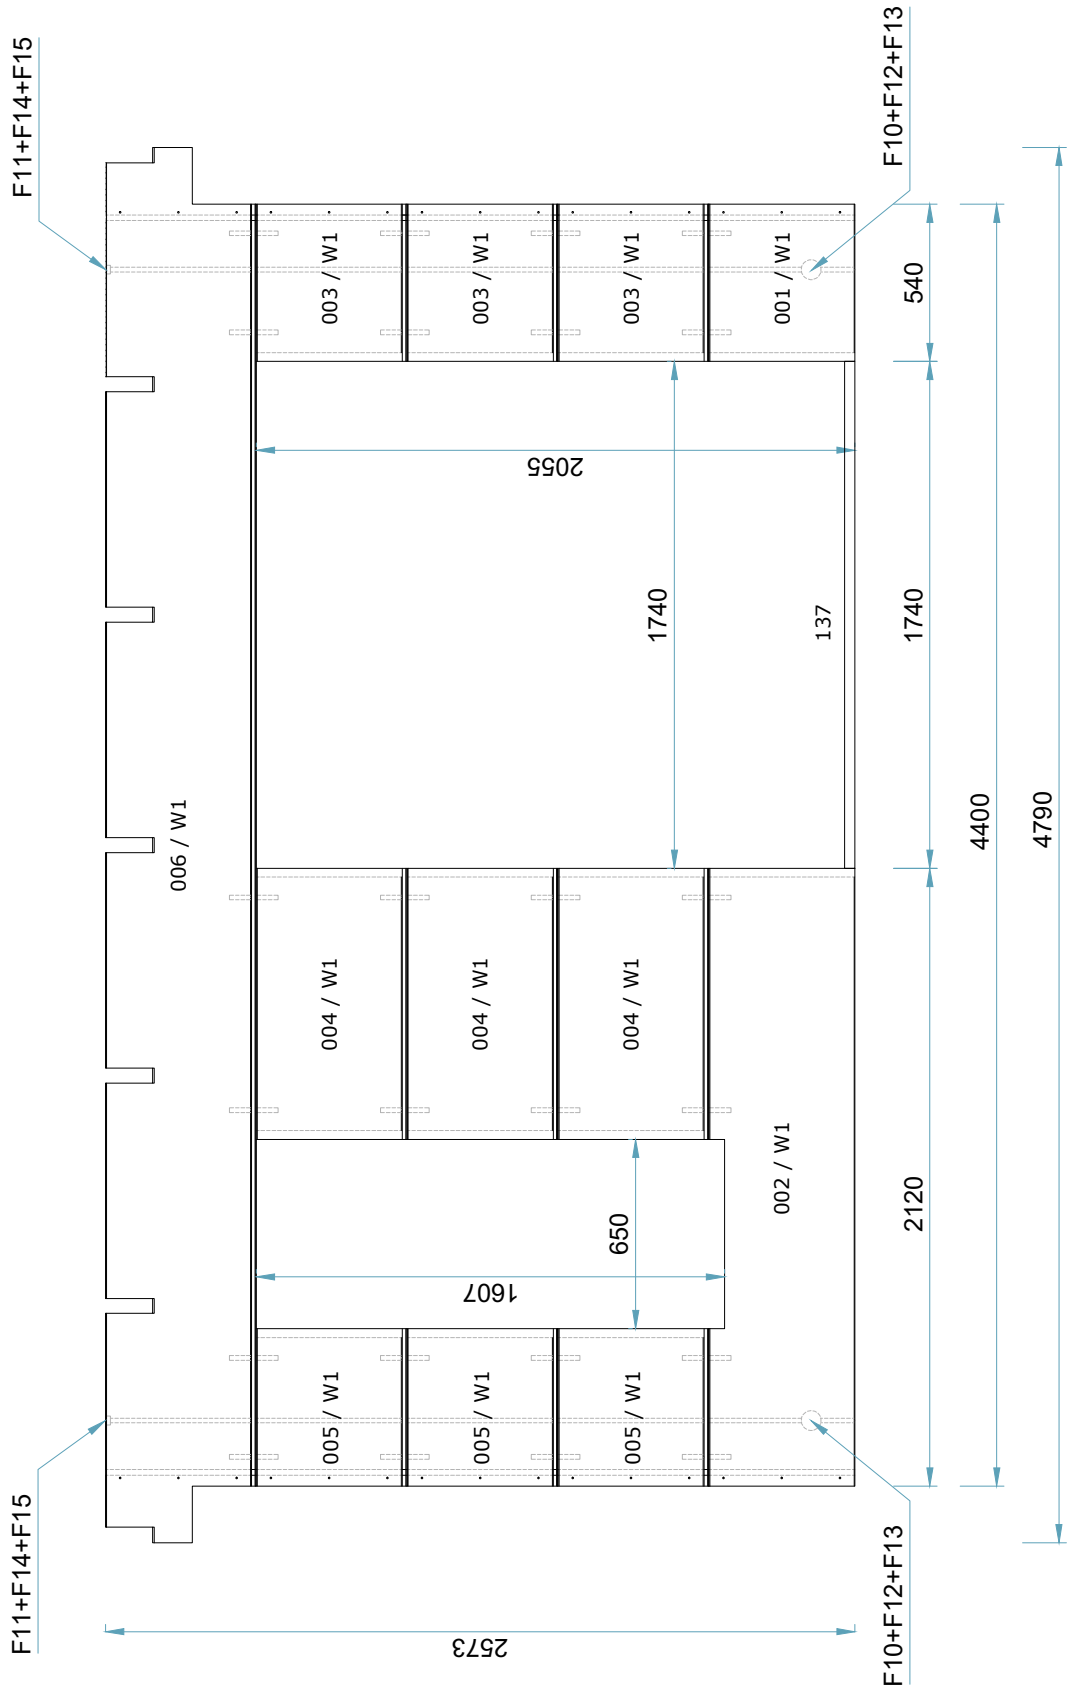 F11+F14+F15
F11+F14+F15
006 / W1
005 / W1
004 / W1
003 / W1
005 / W1
004 / W1
003 / W1
005 / W1
004 / W1
003 / W1
002 / W1
001 / W1
2573
1607
650
2055
1740
137
F10+F12+F13
F10+F12+F13
2120
1740
540
4400
4790